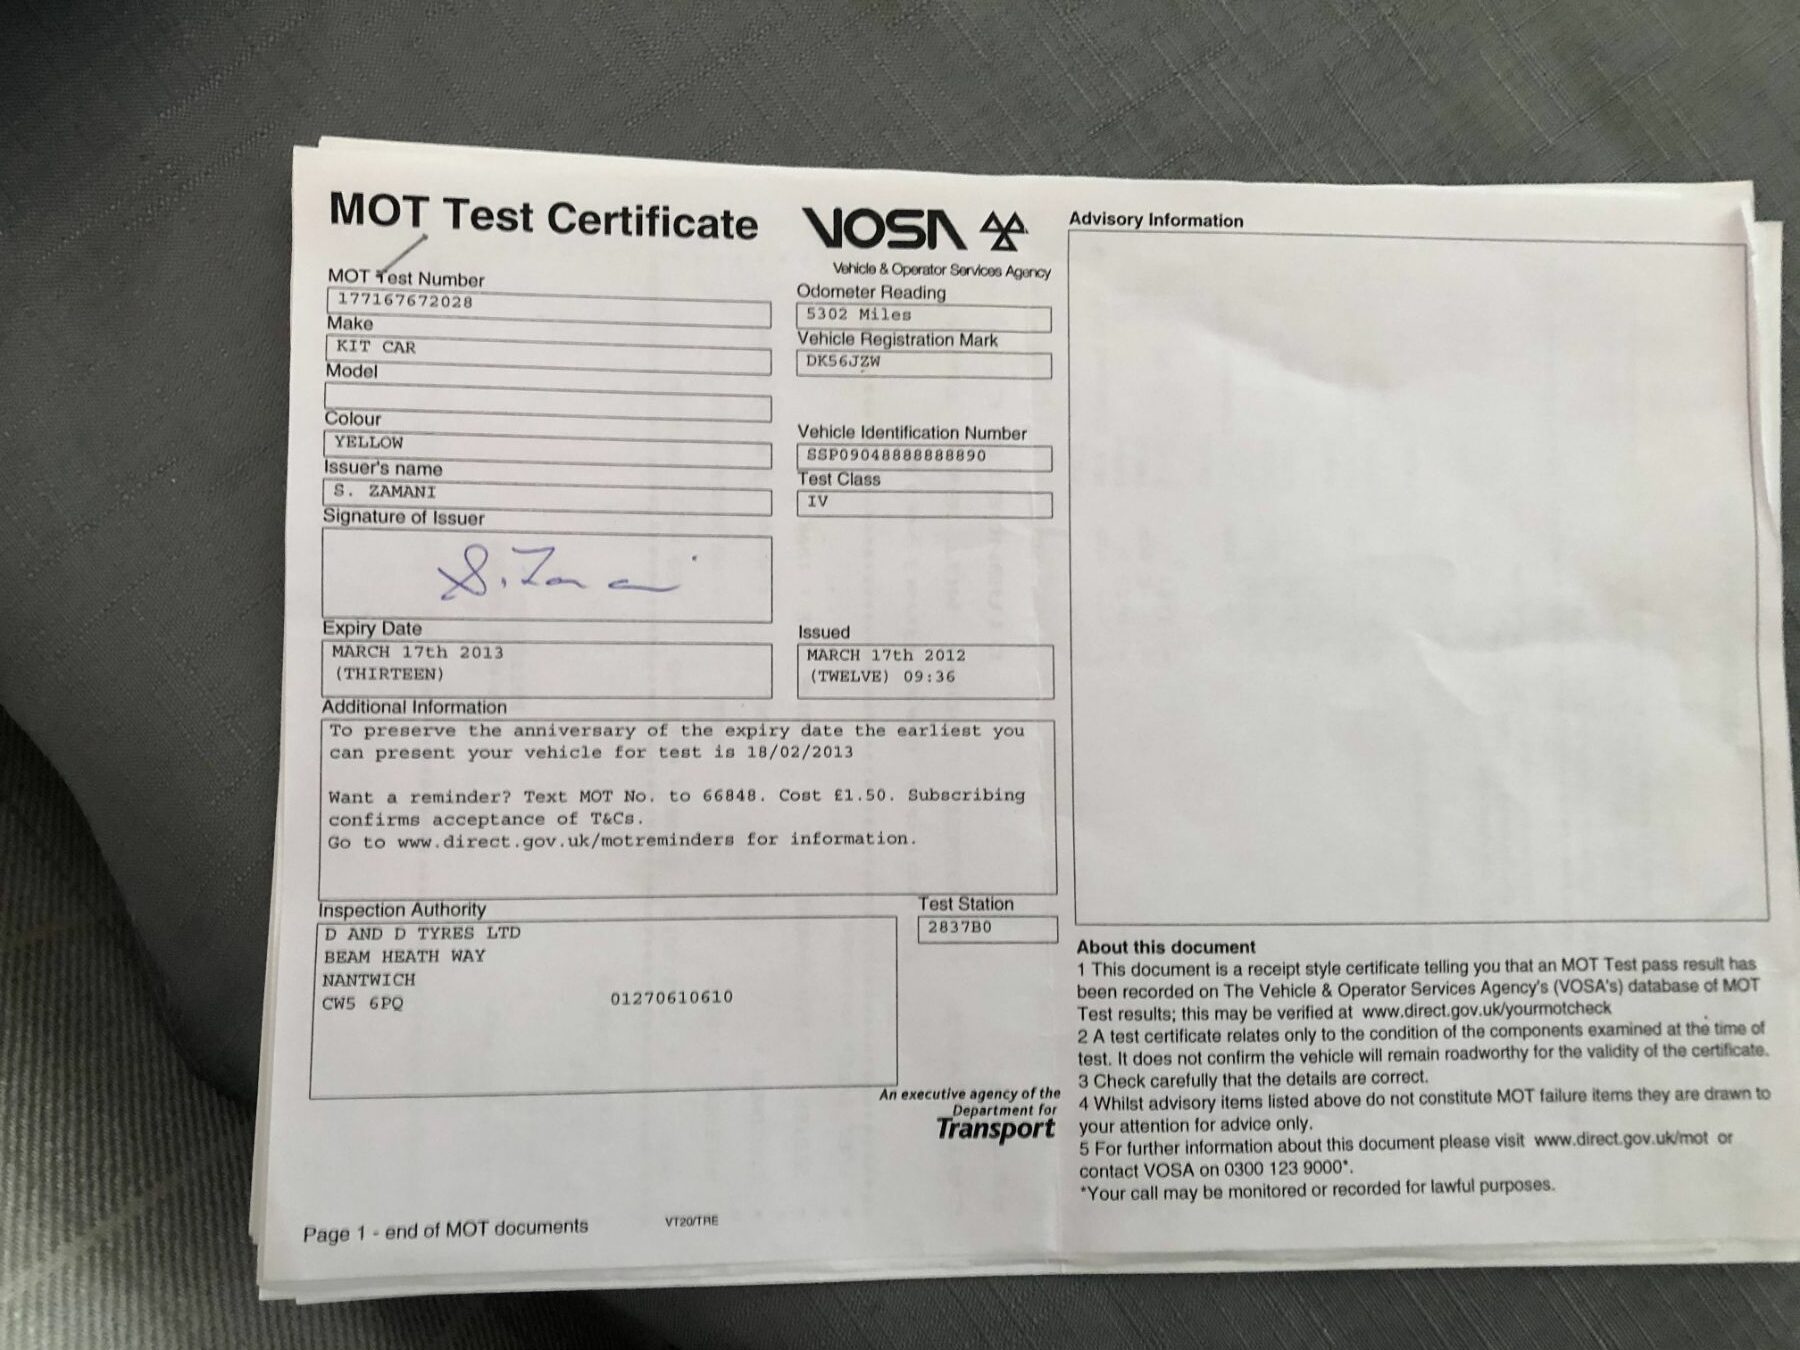 MOT Test Certificate
VOSA
Vehicle & Operator Services Agency
MOT Test Number
177167672028
Make
KIT CAR
Model
Colour
YELLOW
Issuer's name
S. ZAMANI
Signature of Issuer
S. Zamani
Expiry Date
MARCH 17th 2013
(THIRTEEN)
Odometer Reading
5302 Miles
Vehicle Registration Mark
DK56JZW
Vehicle Identification Number
SSP09048888888890
Test Class
IV
Issued
MARCH 17th 2012
(TWELVE) 09:36
Additional Information
To preserve the anniversary of the expiry date the earliest you
can present your vehicle for test is 18/02/2013
Want a reminder? Text MOT No. to 66848. Cost £1.50. Subscribing
confirms acceptance of T&Cs.
Go to www.direct.gov.uk/motreminders for information.
Inspection Authority
D AND D TYRES LTD
BEAM HEATH WAY
NANTWICH
CW5 6PQ 01270610610
Test Station
2837B0
An executive agency of the
Department for
Transport
Page 1 - end of MOT documents
VT20/TRE
Advisory Information
About this document
1 This document is a receipt style certificate telling you that an MOT Test pass result has
been recorded on The Vehicle & Operator Services Agency's (VOSA's) database of MOT
Test results; this may be verified at www.direct.gov.uk/yourmotcheck
2 A test certificate relates only to the condition of the components examined at the time of
test. It does not confirm the vehicle will remain roadworthy for the validity of the certificate.
3 Check carefully that the details are correct.
4 Whilst advisory items listed above do not constitute MOT failure items they are drawn to
your attention for advice only.
5 For further information about this document please visit www.direct.gov.uk/mot or
contact VOSA on 0300 123 9000*.
*Your call may be monitored or recorded for lawful purposes.